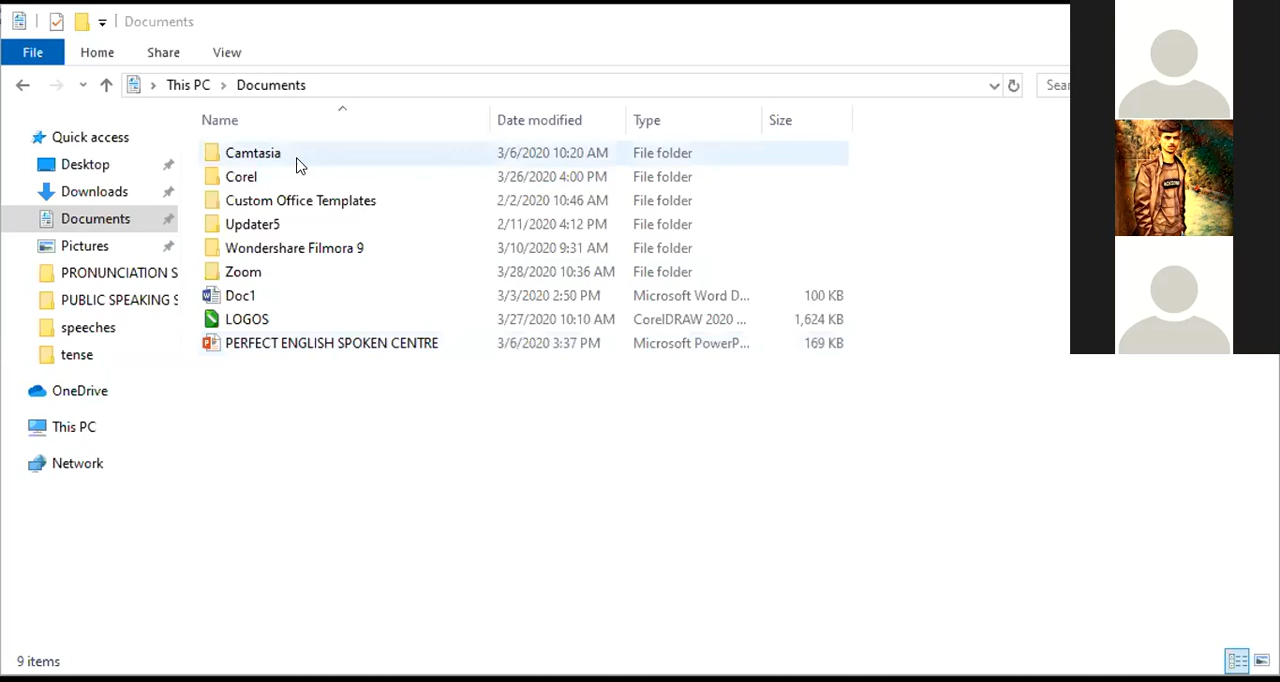 Documents
File Home Share View
This PC Documents Sear
Name Date modified Type Size
Quick access
Desktop
Downloads
Documents
Pictures
PRONUNCIATION S
PUBLIC SPEAKING S
speeches
tense
OneDrive
This PC
Network
Camtasia 3/6/2020 10:20 AM File folder
Corel 3/26/2020 4:00 PM File folder
Custom Office Templates 2/2/2020 10:46 AM File folder
Updater5 2/11/2020 4:12 PM File folder
Wondershare Filmora 9 3/10/2020 9:31 AM File folder
Zoom 3/28/2020 10:36 AM File folder
Doc1 3/3/2020 2:50 PM Microsoft Word D... 100 KB
LOGOS 3/27/2020 10:10 AM CorelDRAW 2020 ... 1,624 KB
PERFECT ENGLISH SPOKEN CENTRE 3/6/2020 3:37 PM Microsoft PowerP... 169 KB
9 items